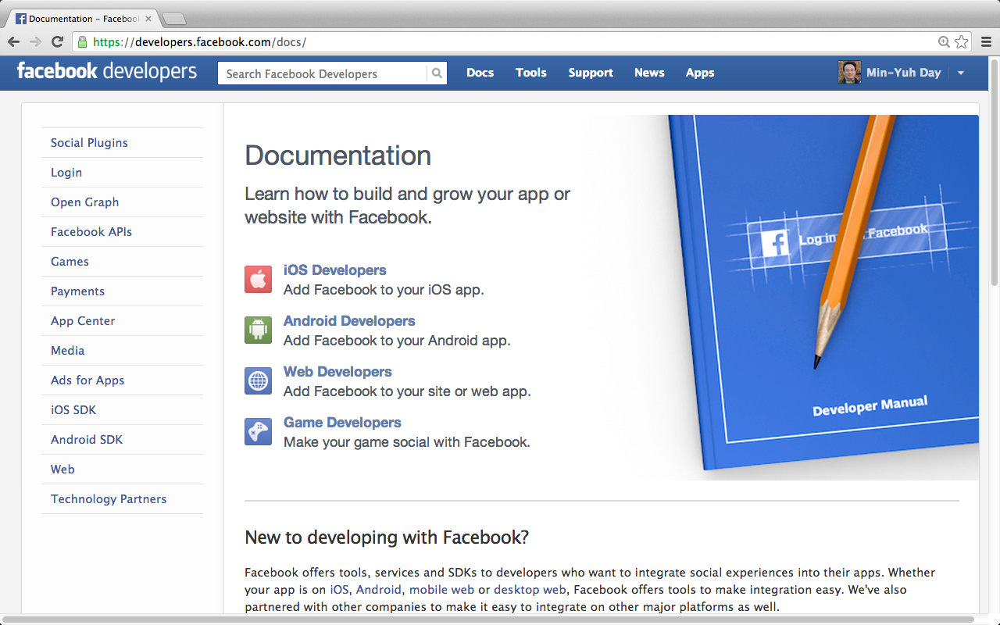 Documentation – Facebook
https://developers.facebook.com/docs/
facebook developers
Search Facebook Developers
Docs
Tools
Support
News
Apps
Min-Yuh Day
Social Plugins
Login
Open Graph
Facebook APIs
Games
Payments
App Center
Media
Ads for Apps
iOS SDK
Android SDK
Web
Technology Partners
Documentation
Learn how to build and grow your app or
website with Facebook.
iOS Developers
Add Facebook to your iOS app.
Android Developers
Add Facebook to your Android app.
Web Developers
Add Facebook to your site or web app.
Game Developers
Make your game social with Facebook.
Log in Facebook
Developer Manual
New to developing with Facebook?
Facebook offers tools, services and SDKs to developers who want to integrate social experiences into their apps. Whether
your app is on iOS, Android, mobile web or desktop web, Facebook offers tools to make integration easy. We've also
partnered with other companies to make it easy to integrate on other major platforms as well.